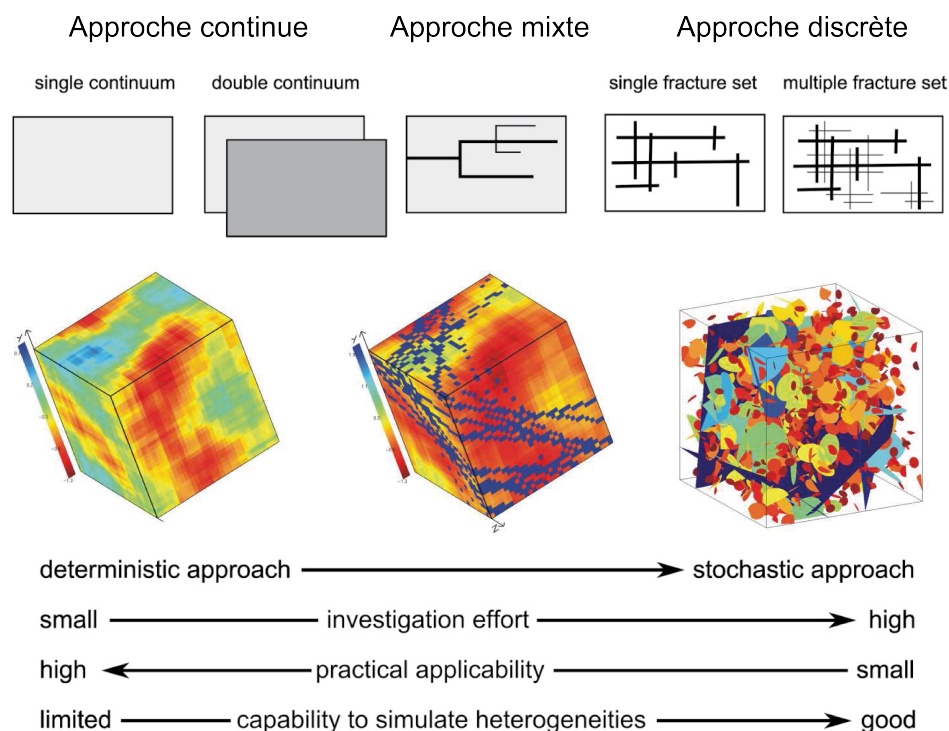 Approche continue Approche mixte Approche discrète
single continuum double continuum single fracture set multiple fracture set
Y
Y
Z
deterministic approach stochastic approach
small investigation effort high
high practical applicability small
limited capability to simulate heterogeneities good